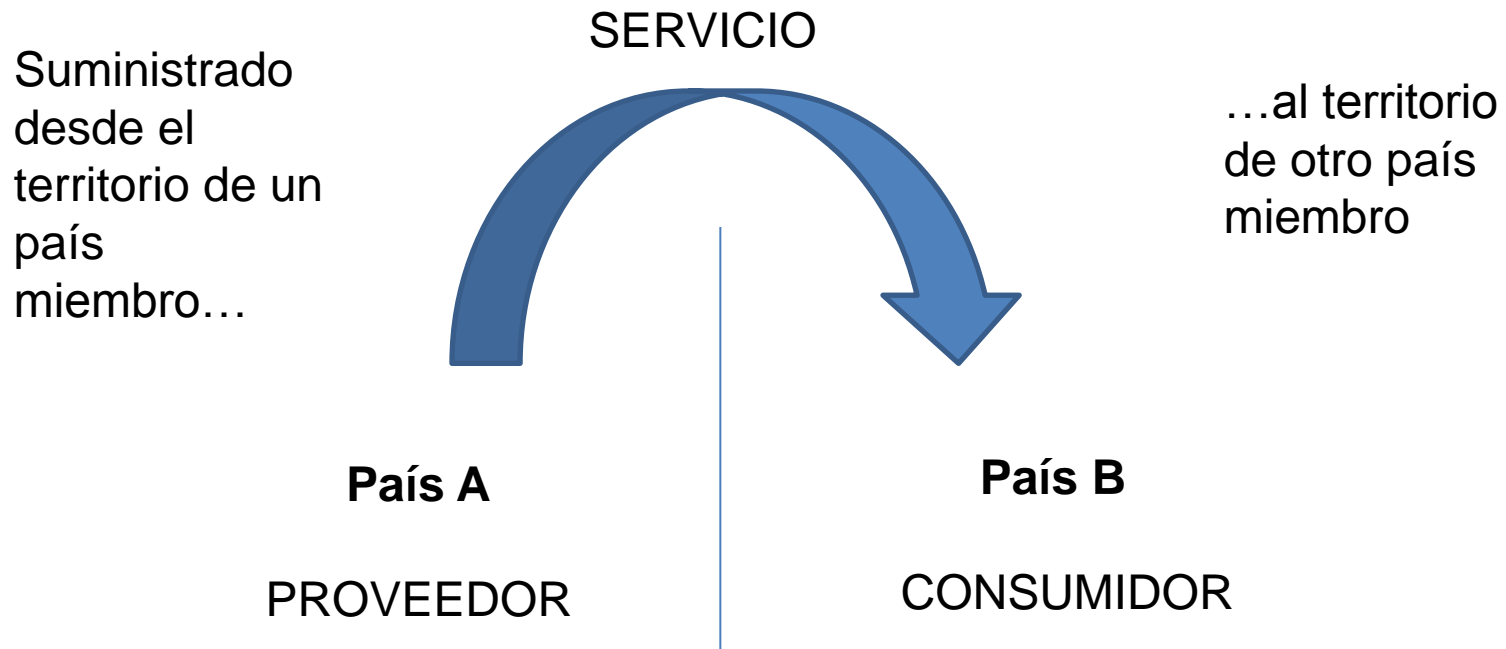 SERVICIO
Suministrado
desde el
territorio de un
país
miembro…
…al territorio
de otro país
miembro
País A
País B
PROVEEDOR
CONSUMIDOR